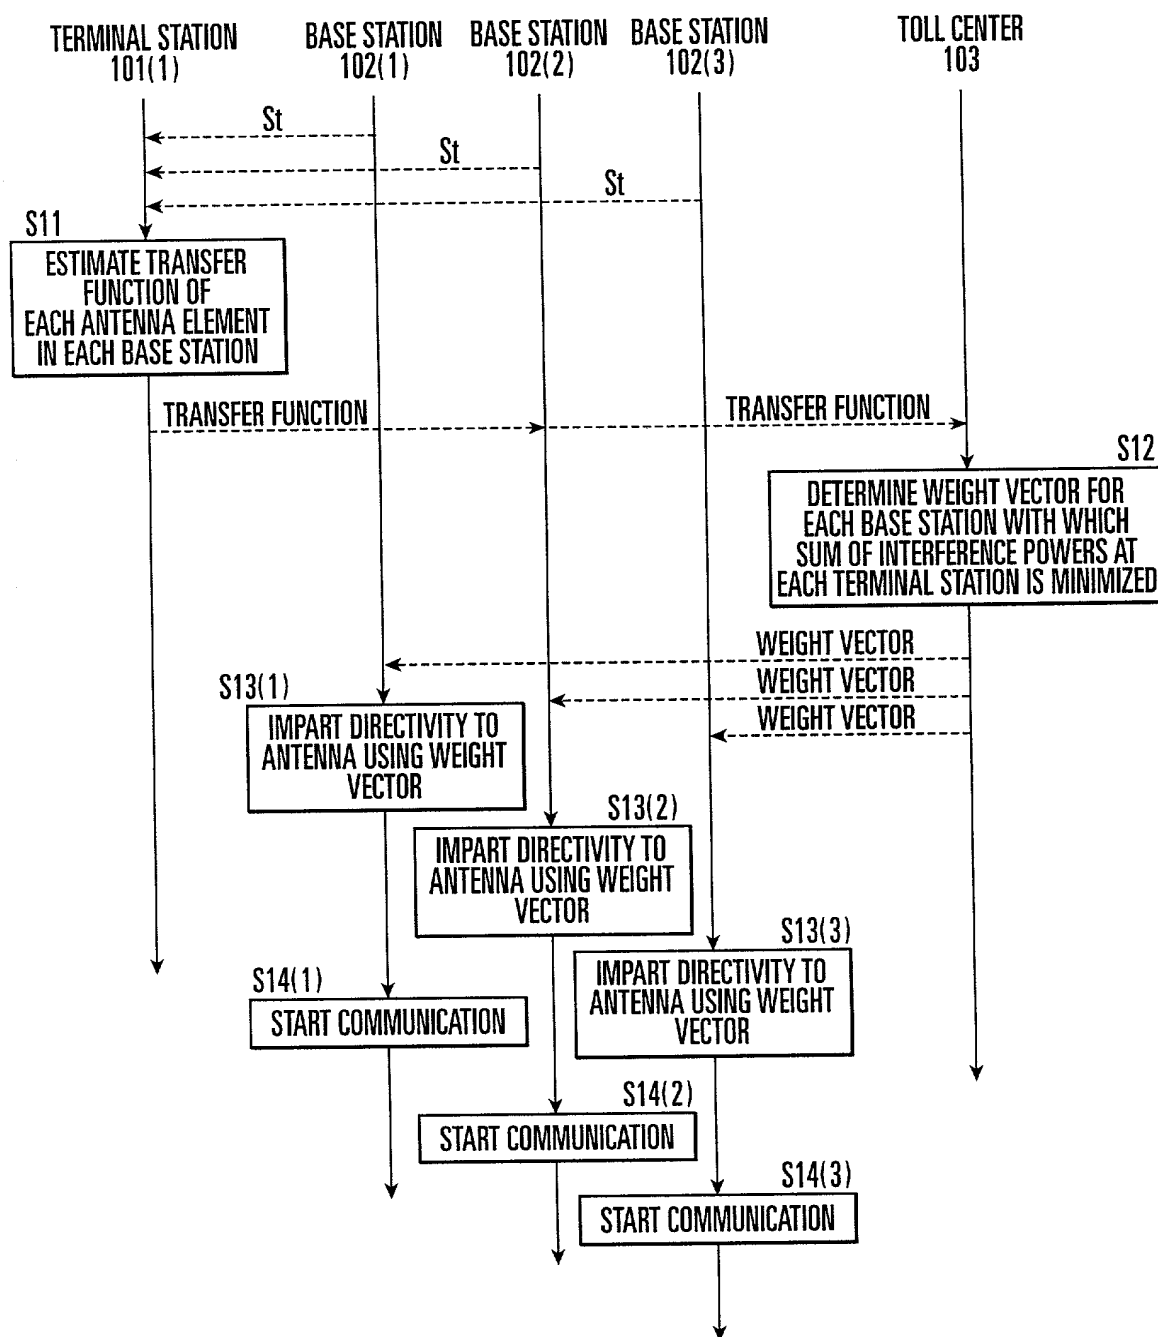 TERMINAL STATION
101(1)
BASE STATION
102(1)
BASE STATION
102(2)
BASE STATION
102(3)
TOLL CENTER
103
St
St
St
S11
ESTIMATE TRANSFER
FUNCTION OF
EACH ANTENNA ELEMENT
IN EACH BASE STATION
TRANSFER FUNCTION
TRANSFER FUNCTION
S12
DETERMINE WEIGHT VECTOR FOR
EACH BASE STATION WITH WHICH
SUM OF INTERFERENCE POWERS AT
EACH TERMINAL STATION IS MINIMIZED
WEIGHT VECTOR
WEIGHT VECTOR
WEIGHT VECTOR
S13(1)
IMPART DIRECTIVITY TO
ANTENNA USING WEIGHT
VECTOR
S13(2)
IMPART DIRECTIVITY TO
ANTENNA USING WEIGHT
VECTOR
S13(3)
IMPART DIRECTIVITY TO
ANTENNA USING WEIGHT
VECTOR
S14(1)
START COMMUNICATION
S14(2)
START COMMUNICATION
S14(3)
START COMMUNICATION